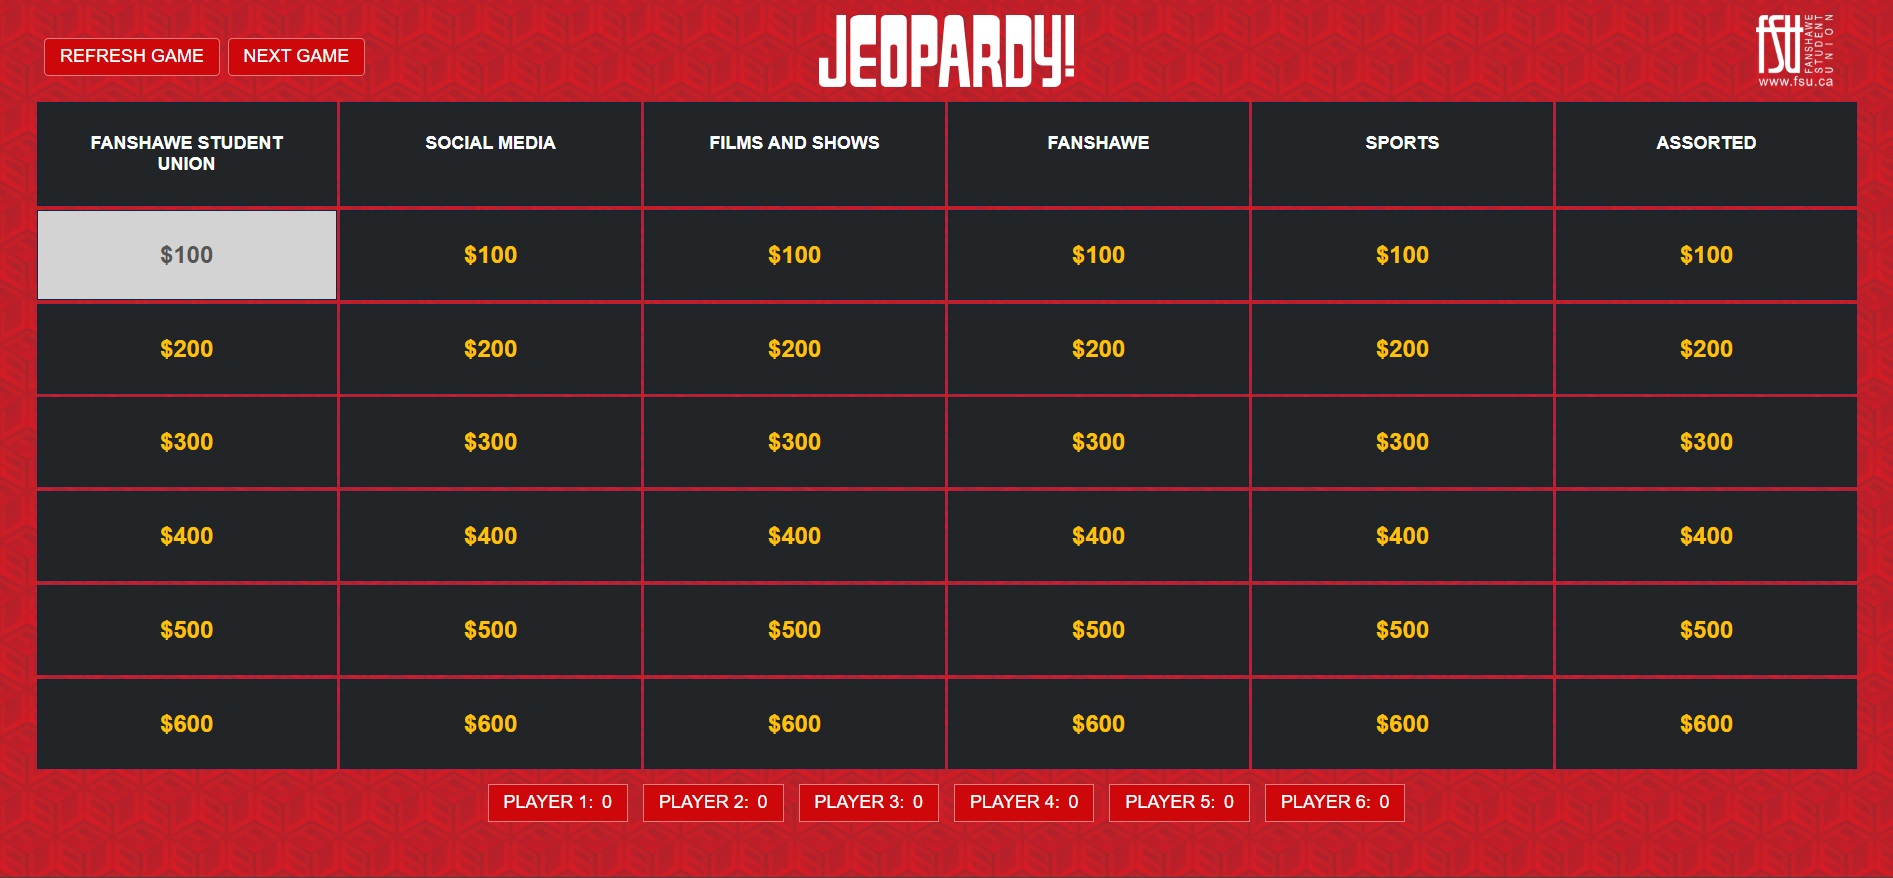 REFRESH GAME
NEXT GAME
JEOPARDY!
fsu
FANSHAWE
STUDENT
UNION
www.fsu.ca
FANSHAWE STUDENT
UNION
SOCIAL MEDIA
FILMS AND SHOWS
FANSHAWE
SPORTS
ASSORTED
$100 $100 $100 $100 $100 $100
$200 $200 $200 $200 $200 $200
$300 $300 $300 $300 $300 $300
$400 $400 $400 $400 $400 $400
$500 $500 $500 $500 $500 $500
$600 $600 $600 $600 $600 $600
PLAYER 1: 0
PLAYER 2: 0
PLAYER 3: 0
PLAYER 4: 0
PLAYER 5: 0
PLAYER 6: 0